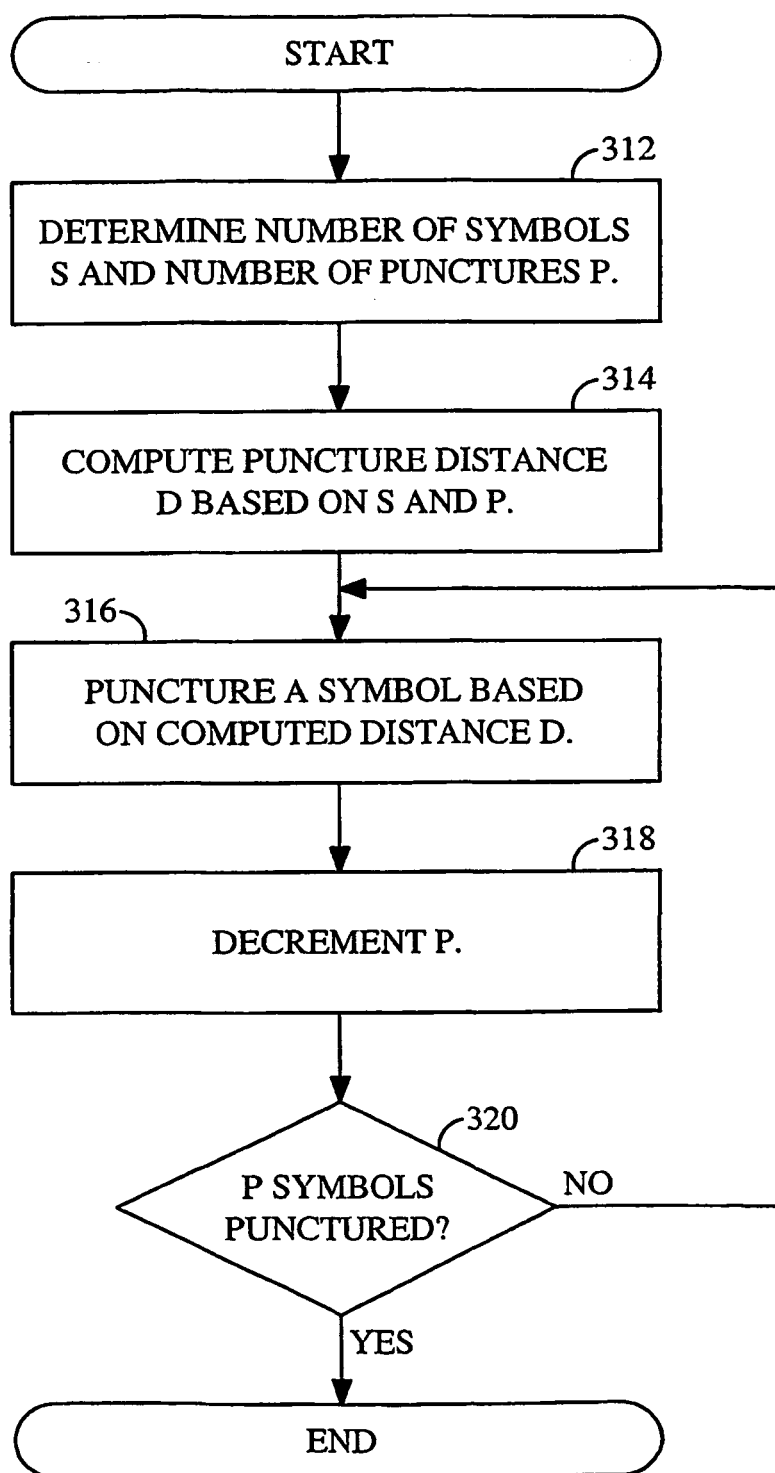 START
312
DETERMINE NUMBER OF SYMBOLS
S AND NUMBER OF PUNCTURES P.
314
COMPUTE PUNCTURE DISTANCE
D BASED ON S AND P.
316
PUNCTURE A SYMBOL BASED
ON COMPUTED DISTANCE D.
318
DECREMENT P.
320
P SYMBOLS
PUNCTURED?
NO
YES
END